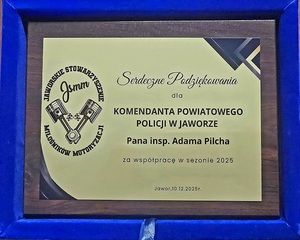 JAWORSKIE STOWARZYSZENIE
Jsmm
MIŁOŚNIKÓW MOTORYZACJI
Serdeczne Podziękowania
dla
KOMENDANTA POWIATOWEGO
POLICJI W JAWORZE
Pana insp. Adama Pilcha
za współpracę w sezonie 2025
Jawor,10.12.2025r.